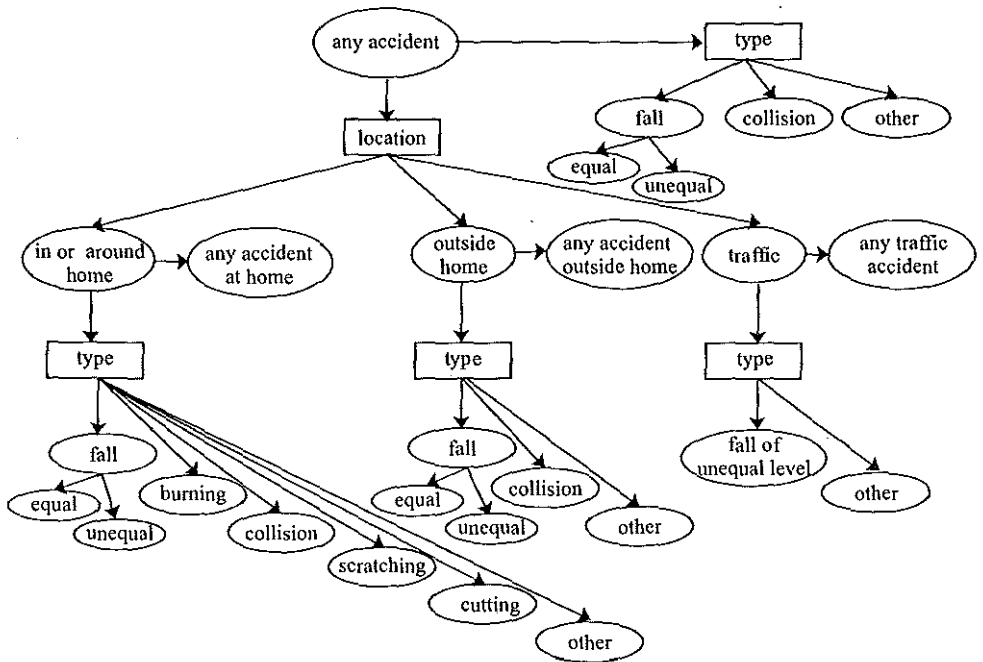 any accident
type
fall
collision
other
equal
unequal
location
in or around
home
any accident
at home
outside
home
any accident
outside home
traffic
any traffic
accident
type
type
type
fall
equal
unequal
burning
collision
scratching
cutting
other
fall
equal
unequal
collision
other
fall of
unequal level
other